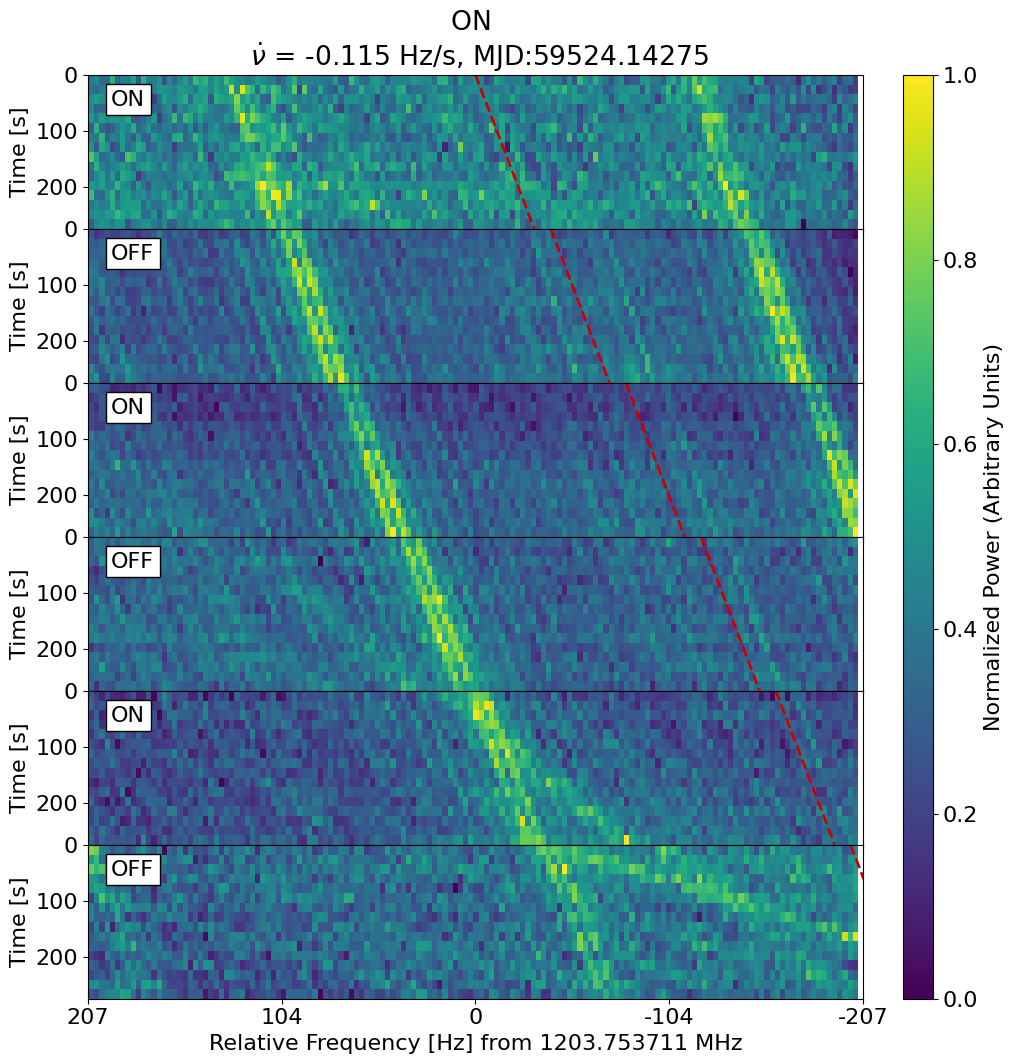 ON
ν̇ = -0.115 Hz/s, MJD:59524.14275
ON
OFF
ON
OFF
ON
OFF
Time [s]
0
100
200
Time [s]
0
100
200
Time [s]
0
100
200
Time [s]
0
100
200
Time [s]
0
100
200
Time [s]
0
100
200
207
104
0
-104
-207
Relative Frequency [Hz] from 1203.753711 MHz
1.0
0.8
0.6
0.4
0.2
0.0
Normalized Power (Arbitrary Units)